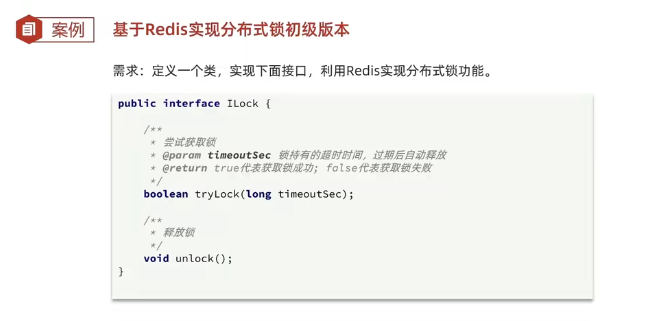 案例
基于Redis实现分布式锁初级版本
需求：定义一个类，实现下面接口，利用Redis实现分布式锁功能。
public interface ILock {
/**
* 尝试获取锁
* @param timeoutSec 锁持有的超时时间，过期后自动释放
* @return true代表获取锁成功; false代表获取锁失败
*/
boolean tryLock(long timeoutSec);
/**
* 释放锁
*/
void unlock();
}